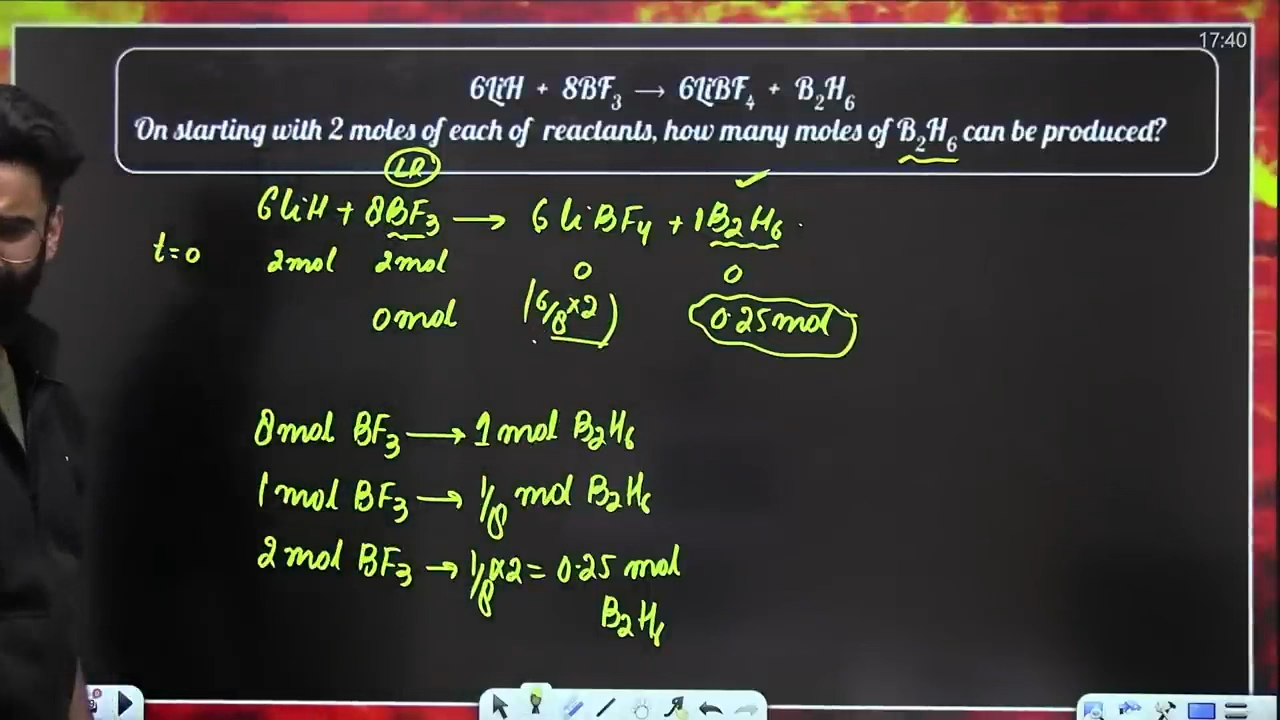 17:40
6LiH + 8BF₃ → 6LiBF₄ + B₂H₆
On starting with 2 moles of each of reactants, how many moles of B₂H₆ can be produced?
LR
6LiH + 8BF₃ → 6LiBF₄ + 1B₂H₆
t=0 2mol 2mol 0 0
0mol (6/8×2) 0.25mol
8mol BF₃ → 1mol B₂H₆
1mol BF₃ → 1/8 mol B₂H₆
2mol BF₃ → 1/8×2 = 0.25 mol
B₂H₆